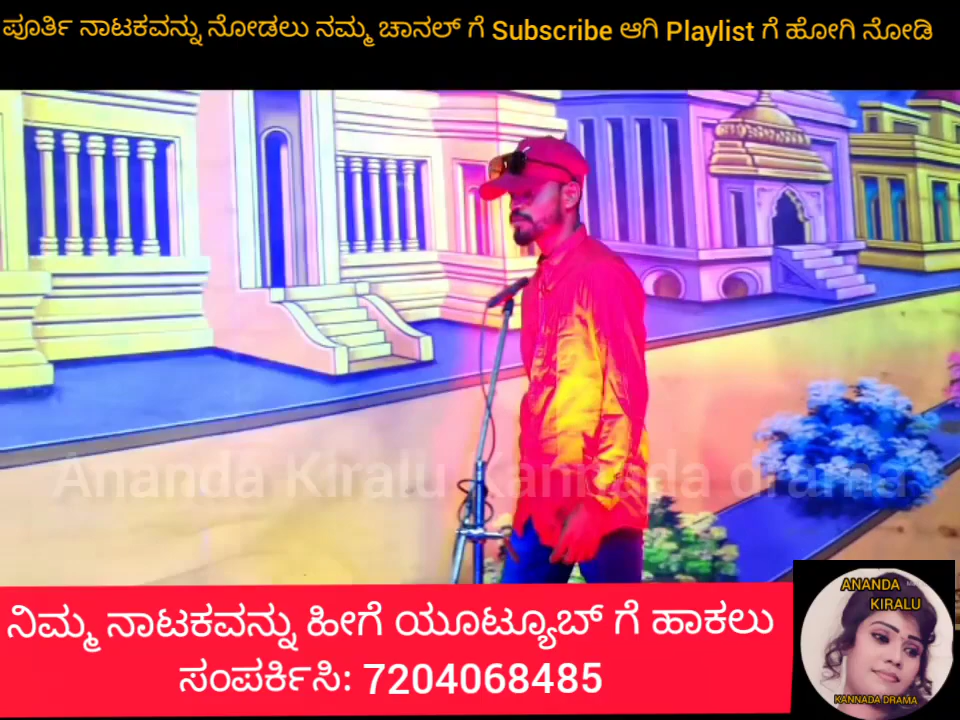 ಪೂರ್ತಿ ನಾಟಕವನ್ನು ನೋಡಲು ನಮ್ಮ ಚಾನಲ್ ಗೆ Subscribe ಆಗಿ Playlist ಗೆ ಹೋಗಿ ನೋಡಿ
Ananda Kiralu kannada drama
ನಿಮ್ಮ ನಾಟಕವನ್ನು ಹೀಗೆ ಯೂಟ್ಯೂಬ್ ಗೆ ಹಾಕಲು
ಸಂಪರ್ಕಿಸಿ: 7204068485
ANANDA
KIRALU
KANNADA DRAMA